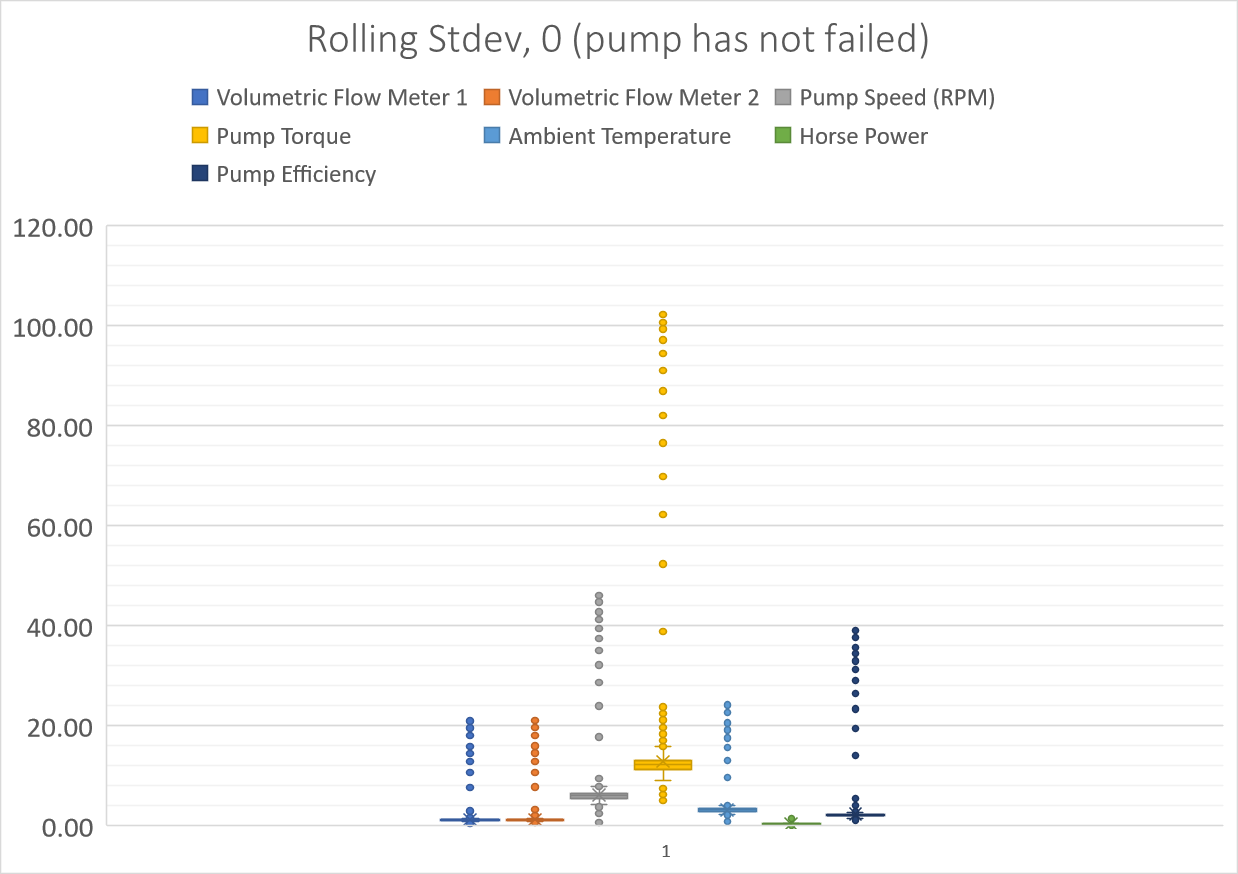 Rolling Stdev, 0 (pump has not failed)
Volumetric Flow Meter 1 Volumetric Flow Meter 2 Pump Speed (RPM)
Pump Torque Ambient Temperature Horse Power
Pump Efficiency
120.00
100.00
80.00
60.00
40.00
20.00
0.00
1